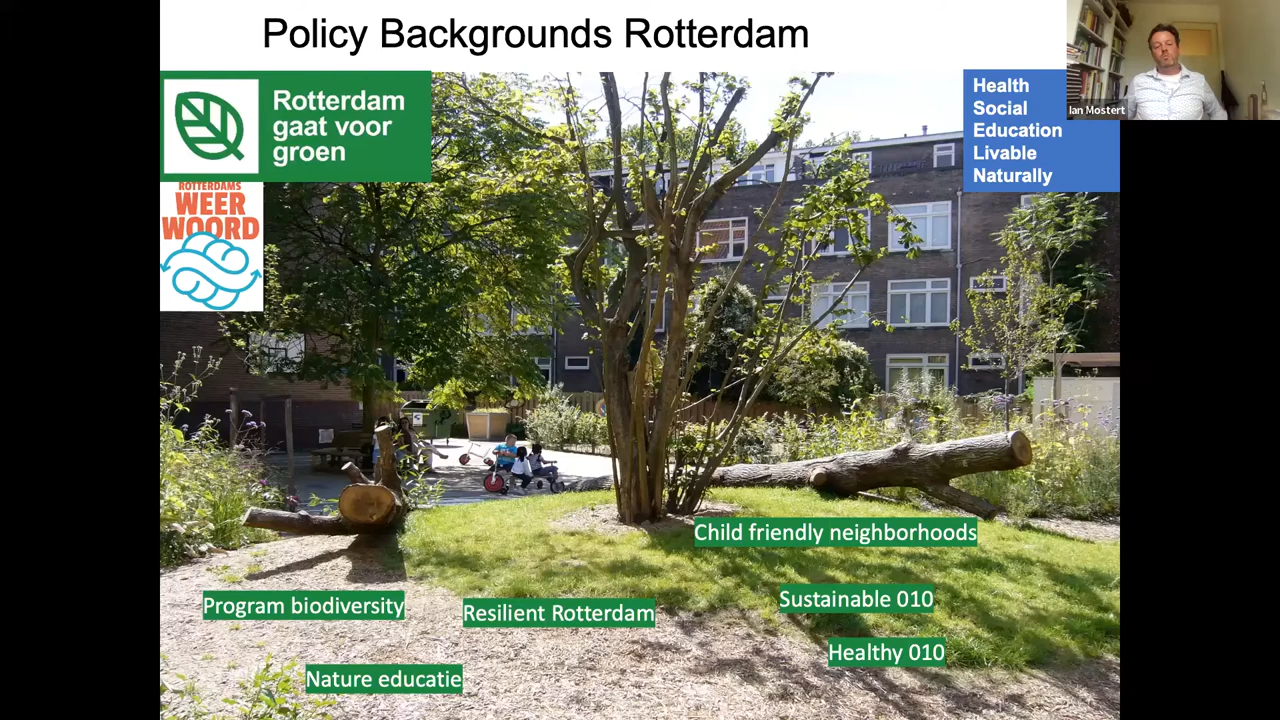 Policy Backgrounds Rotterdam
Rotterdam
gaat voor
groen
ROTTERDAMS
WEER
WOORD
Health
Social
Education
Livable
Naturally
Ian Mostert
Child friendly neighborhoods
Program biodiversity
Resilient Rotterdam
Sustainable 010
Healthy 010
Nature educatie